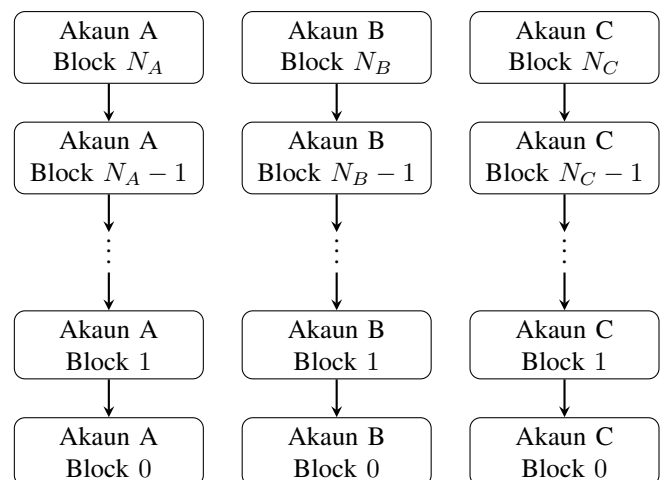 Akaun A
Block N_A
Akaun B
Block N_B
Akaun C
Block N_C
Akaun A
Block N_A − 1
Akaun B
Block N_B − 1
Akaun C
Block N_C − 1
Akaun A
Block 1
Akaun B
Block 1
Akaun C
Block 1
Akaun A
Block 0
Akaun B
Block 0
Akaun C
Block 0